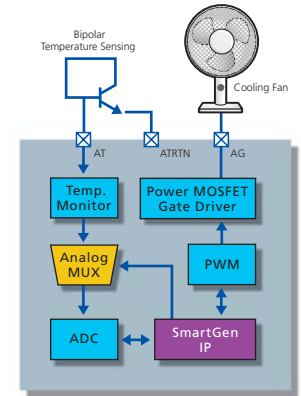 Bipolar
Temperature Sensing
Cooling Fan
AT
ATRTN
AG
Temp.
Monitor
Power MOSFET
Gate Driver
Analog
MUX
PWM
ADC
SmartGen
IP